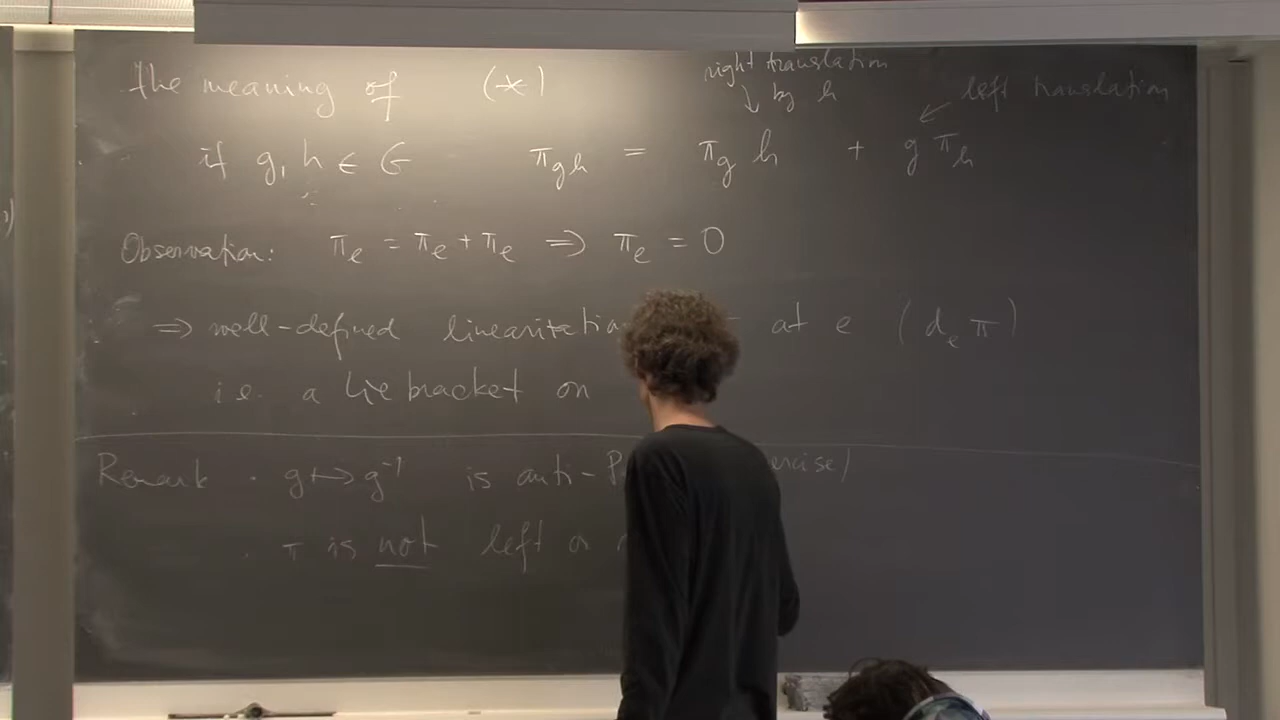 the meaning of (*) right translation by h left translation
if g, h ∈ G π_gh = π_g h + g π_h
Observation: π_e = π_e + π_e ⇒ π_e = 0
⇒ well-defined at e (d_e π)
i.e. a Lie bracket on
Remark · g ↦ g⁻¹ is anti-
· π is not left or